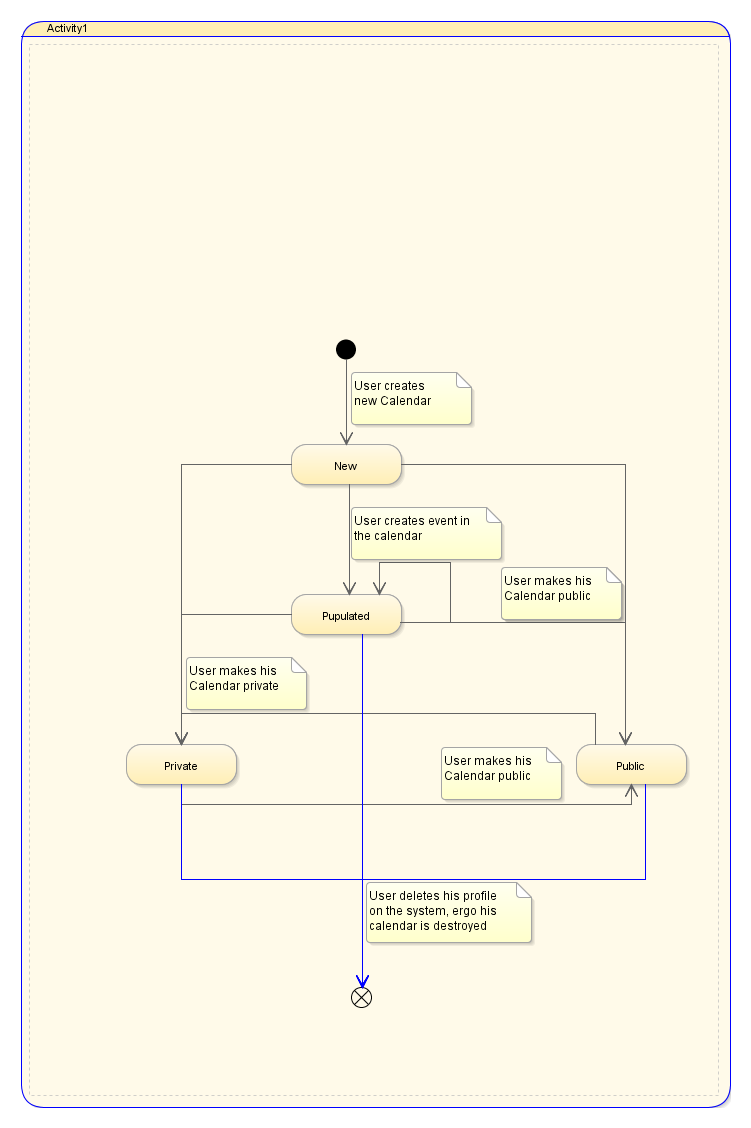 Activity1
User creates
new Calendar
New
User creates event in
the calendar
User makes his
Calendar public
Pupulated
User makes his
Calendar private
Private
User makes his
Calendar public
Public
User deletes his profile
on the system, ergo his
calendar is destroyed